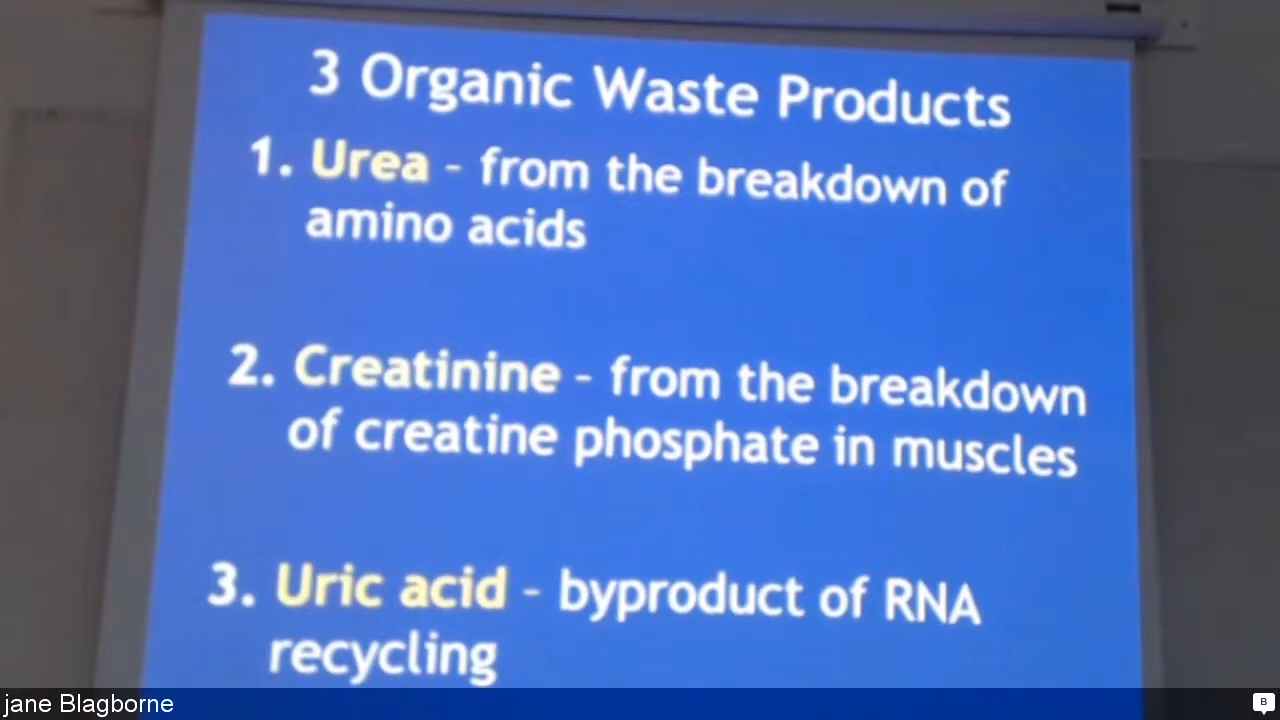 3 Organic Waste Products
1. Urea – from the breakdown of
amino acids
2. Creatinine – from the breakdown
of creatine phosphate in muscles
3. Uric acid – byproduct of RNA
recycling
jane Blagborne
B